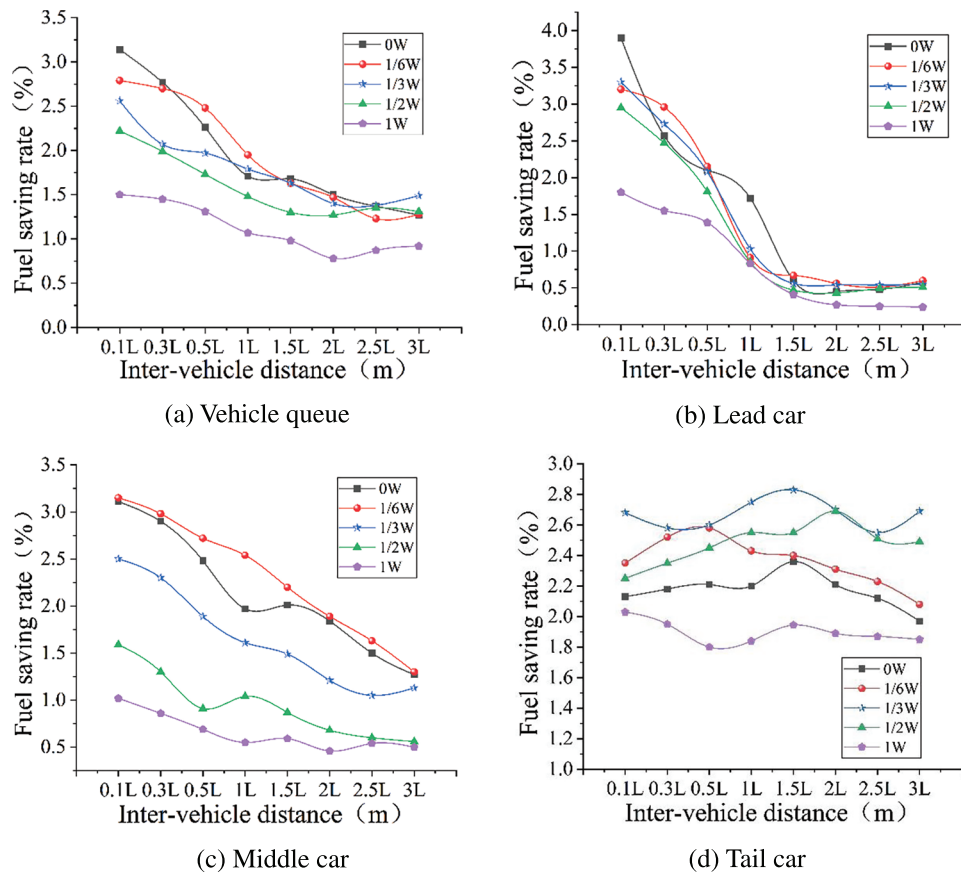 Fuel saving rate (%)
3.5
3.0
2.5
2.0
1.5
1.0
0.5
0.0
0W
1/6W
1/3W
1/2W
1W
0.1L 0.3L 0.5L 1L 1.5L 2L 2.5L 3L
Inter-vehicle distance (m)
(a) Vehicle queue
Fuel saving rate (%)
4.0
3.5
3.0
2.5
2.0
1.5
1.0
0.5
0.0
0W
1/6W
1/3W
1/2W
1W
0.1L 0.3L 0.5L 1L 1.5L 2L 2.5L 3L
Inter-vehicle distance (m)
(b) Lead car
Fuel saving rate (%)
3.5
3.0
2.5
2.0
1.5
1.0
0.5
0W
1/6W
1/3W
1/2W
1W
0.1L 0.3L 0.5L 1L 1.5L 2L 2.5L 3L
Inter-vehicle distance (m)
(c) Middle car
Fuel saving rate (%)
3.0
2.8
2.6
2.4
2.2
2.0
1.8
1.6
1.4
1.2
1.0
0W
1/6W
1/3W
1/2W
1W
0.1L 0.3L 0.5L 1L 1.5L 2L 2.5L 3L
Inter-vehicle distance (m)
(d) Tail car